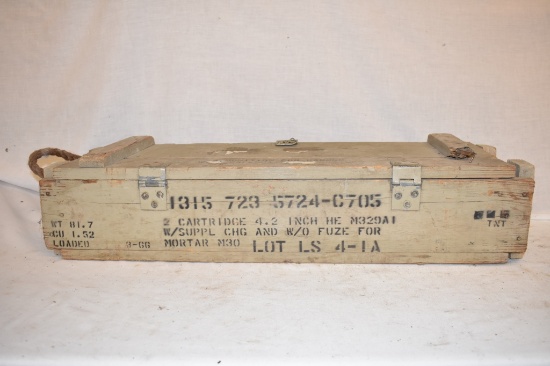 1315 723 5724-C705
2 CARTRIDGE 4.2 INCH HE M329A1
W/SUPPL CHG AND W/O FUZE FOR
MORTAR M30 LOT LS 4-1A
WT 81.7
CU 1.52
LOADED 3-66
TNT